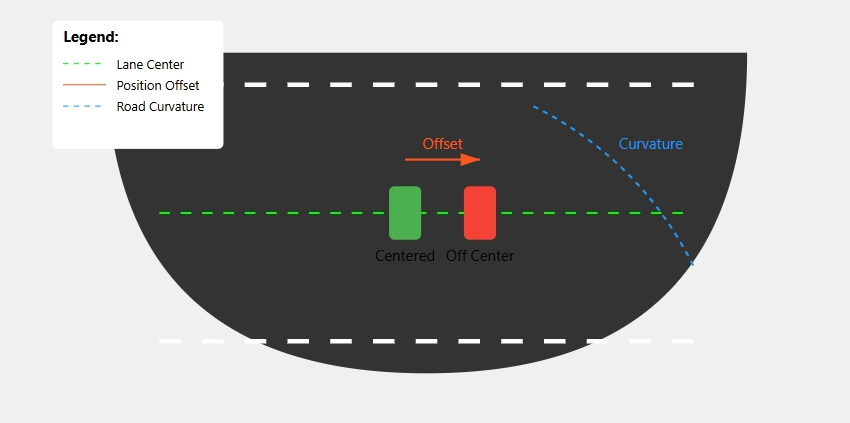 Legend:
Lane Center
Position Offset
Road Curvature
Offset
Curvature
Centered
Off Center